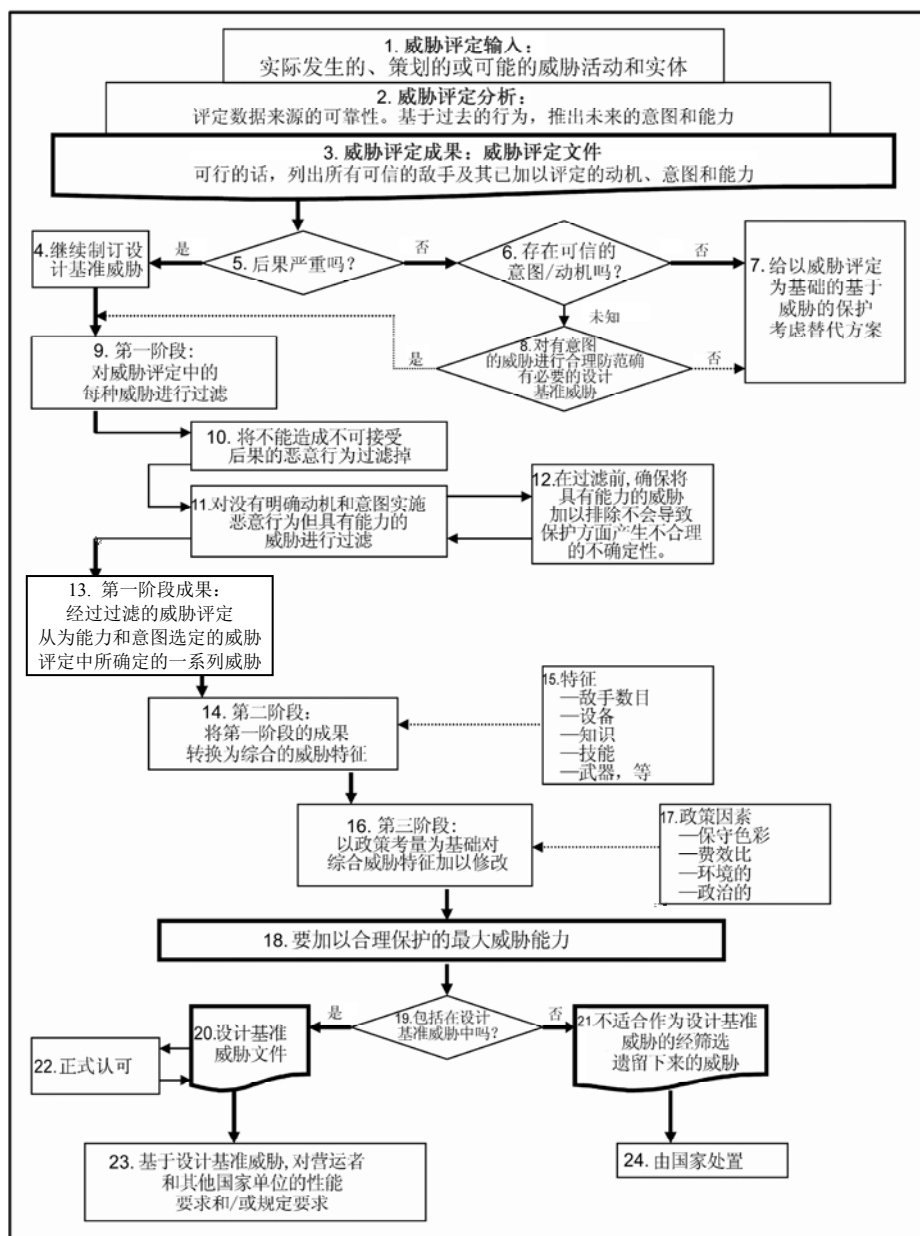 1. 威胁评定输入：
实际发生的、策划的或可能的威胁活动和实体
2. 威胁评定分析：
评定数据来源的可靠性。基于过去的行为，推出未来的意图和能力
3. 威胁评定成果：威胁评定文件
可行的话，列出所有可信的敌手及其已加以评定的动机、意图和能力
4.继续制订设
计基准威胁
是
5. 后果严重吗？
否
6. 存在可信的
意图/动机吗？
否
7. 给以威胁评定
为基础的基于
威胁的保护
考虑替代方案
未知
8. 对有意图
的威胁进行合理防范确
有必要的设计
基准威胁
是
否
9. 第一阶段：
对威胁评定中的
每种威胁进行过滤
10. 将不能造成不可接受
后果的恶意行为过滤掉
11. 对没有明确动机和意图实施
恶意行为但具有能力的
威胁进行过滤
12. 在过滤前，确保将
具有能力的威胁
加以排除不会导致
保护方面产生不合理
的不确定性。
13. 第一阶段成果：
经过过滤的威胁评定
从为能力和意图选定的威胁
评定中所确定的一系列威胁
14. 第二阶段：
将第一阶段的成果
转换为综合的威胁特征
15.特征
—敌手数目
—设备
—知识
—技能
—武器，等
16. 第三阶段：
以政策考量为基础对
综合威胁特征加以修改
17.政策因素
—保守色彩
—费效比
—环境的
—政治的
18. 要加以合理保护的最大威胁能力
是
19. 包括在设计
基准威胁中吗？
否
20. 设计基准
威胁文件
21. 不适合作为设计基准
威胁的经筛选
遗留下来的威胁
22. 正式认可
23. 基于设计基准威胁，对营运者
和其他国家单位的性能
要求和/或规定要求
24. 由国家处置